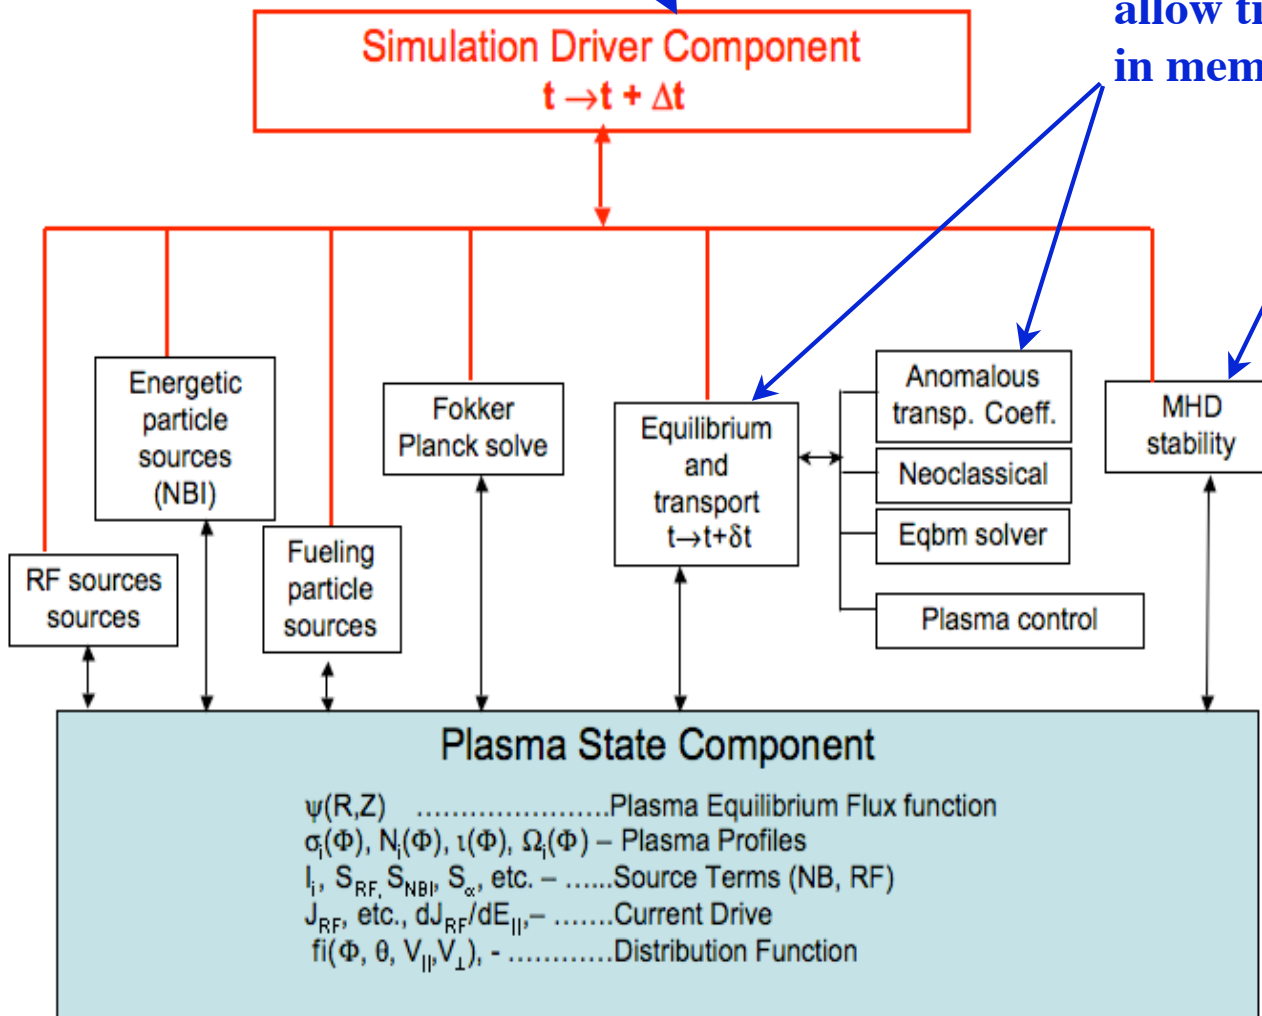 allow
in mem
Simulation Driver Component
t →t + Δt
Energetic
particle
sources
(NBI)
Fokker
Planck solve
Equilibrium
and
transport
t→t+δt
Anomalous
transp. Coeff.
Neoclassical
Eqbm solver
Plasma control
MHD
stability
RF sources
sources
Fueling
particle
sources
Plasma State Component
ψ(R,Z) ........................Plasma Equilibrium Flux function
σi(Φ), Ni(Φ), ι(Φ), Ωi(Φ) – Plasma Profiles
Ii, SRF, SNBI, Sα, etc. – ......Source Terms (NB, RF)
JRF, etc., dJRF/dE||,– .......Current Drive
fi(Φ, θ, V||,V⊥), - ............Distribution Function